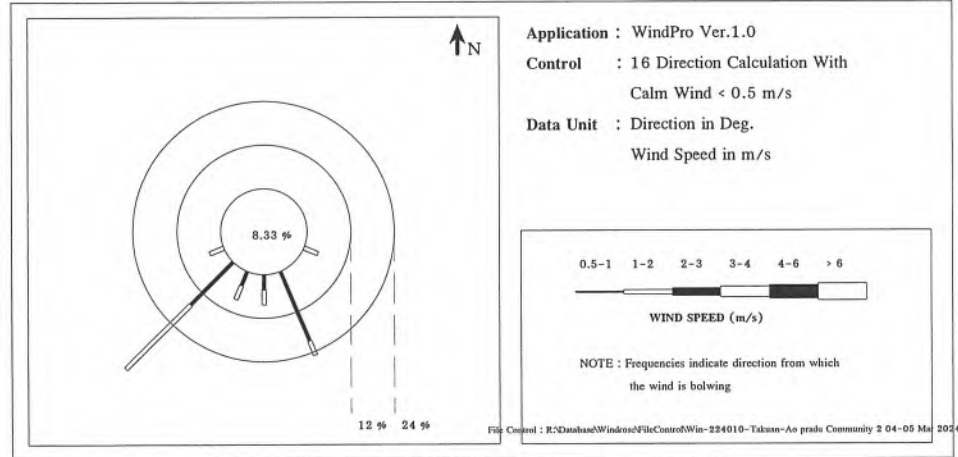 N
Application : WindPro Ver.1.0
Control : 16 Direction Calculation With
Calm Wind < 0.5 m/s
Data Unit : Direction in Deg.
Wind Speed in m/s
8.33 %
12 % 24 %
0.5-1 1-2 2-3 3-4 4-6 > 6
WIND SPEED (m/s)
NOTE : Frequencies indicate direction from which
the wind is bolwing
File Control : R:\Database\Windrose\FileControl\Win-224010-Takuan-Ao pradu Community 2 04-05 Mar 2024